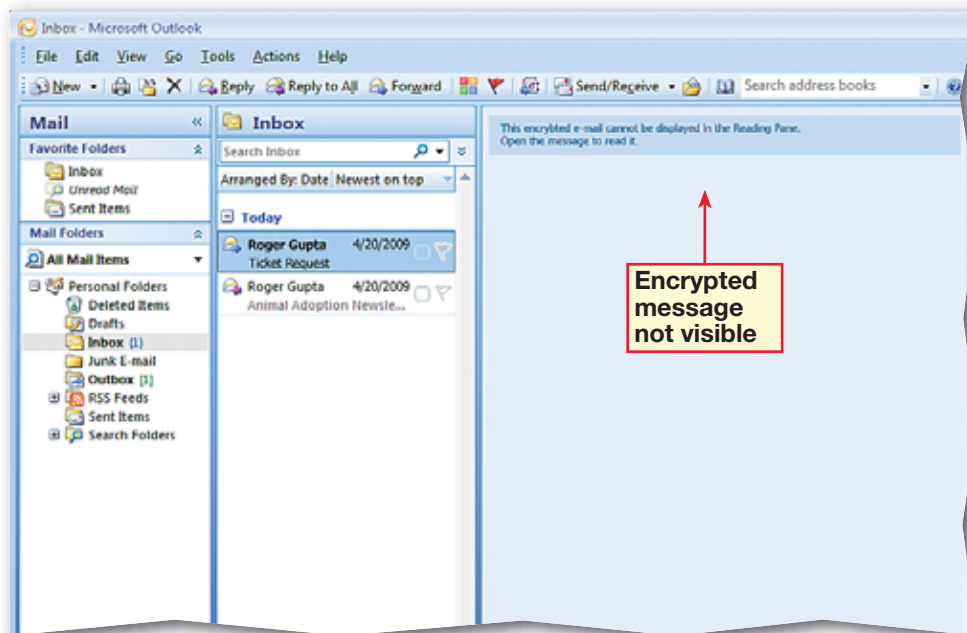 Inbox - Microsoft Outlook
File Edit View Go Tools Actions Help
New Reply Reply to All Forward Send/Receive Search address books
Mail
Favorite Folders
Inbox
Unread Mail
Sent Items
Mail Folders
All Mail Items
Personal Folders
Deleted Items
Drafts
Inbox (1)
Junk E-mail
Outbox [1]
RSS Feeds
Sent Items
Search Folders
Inbox
Search Inbox
Arranged By: Date Newest on top
Today
Roger Gupta 4/20/2009
Ticket Request
Roger Gupta 4/20/2009
Animal Adoption Newsle...
This encrybted e-mail cannot be displayed in the Reading Pane.
Open the message to read it.
Encrypted
message
not visible